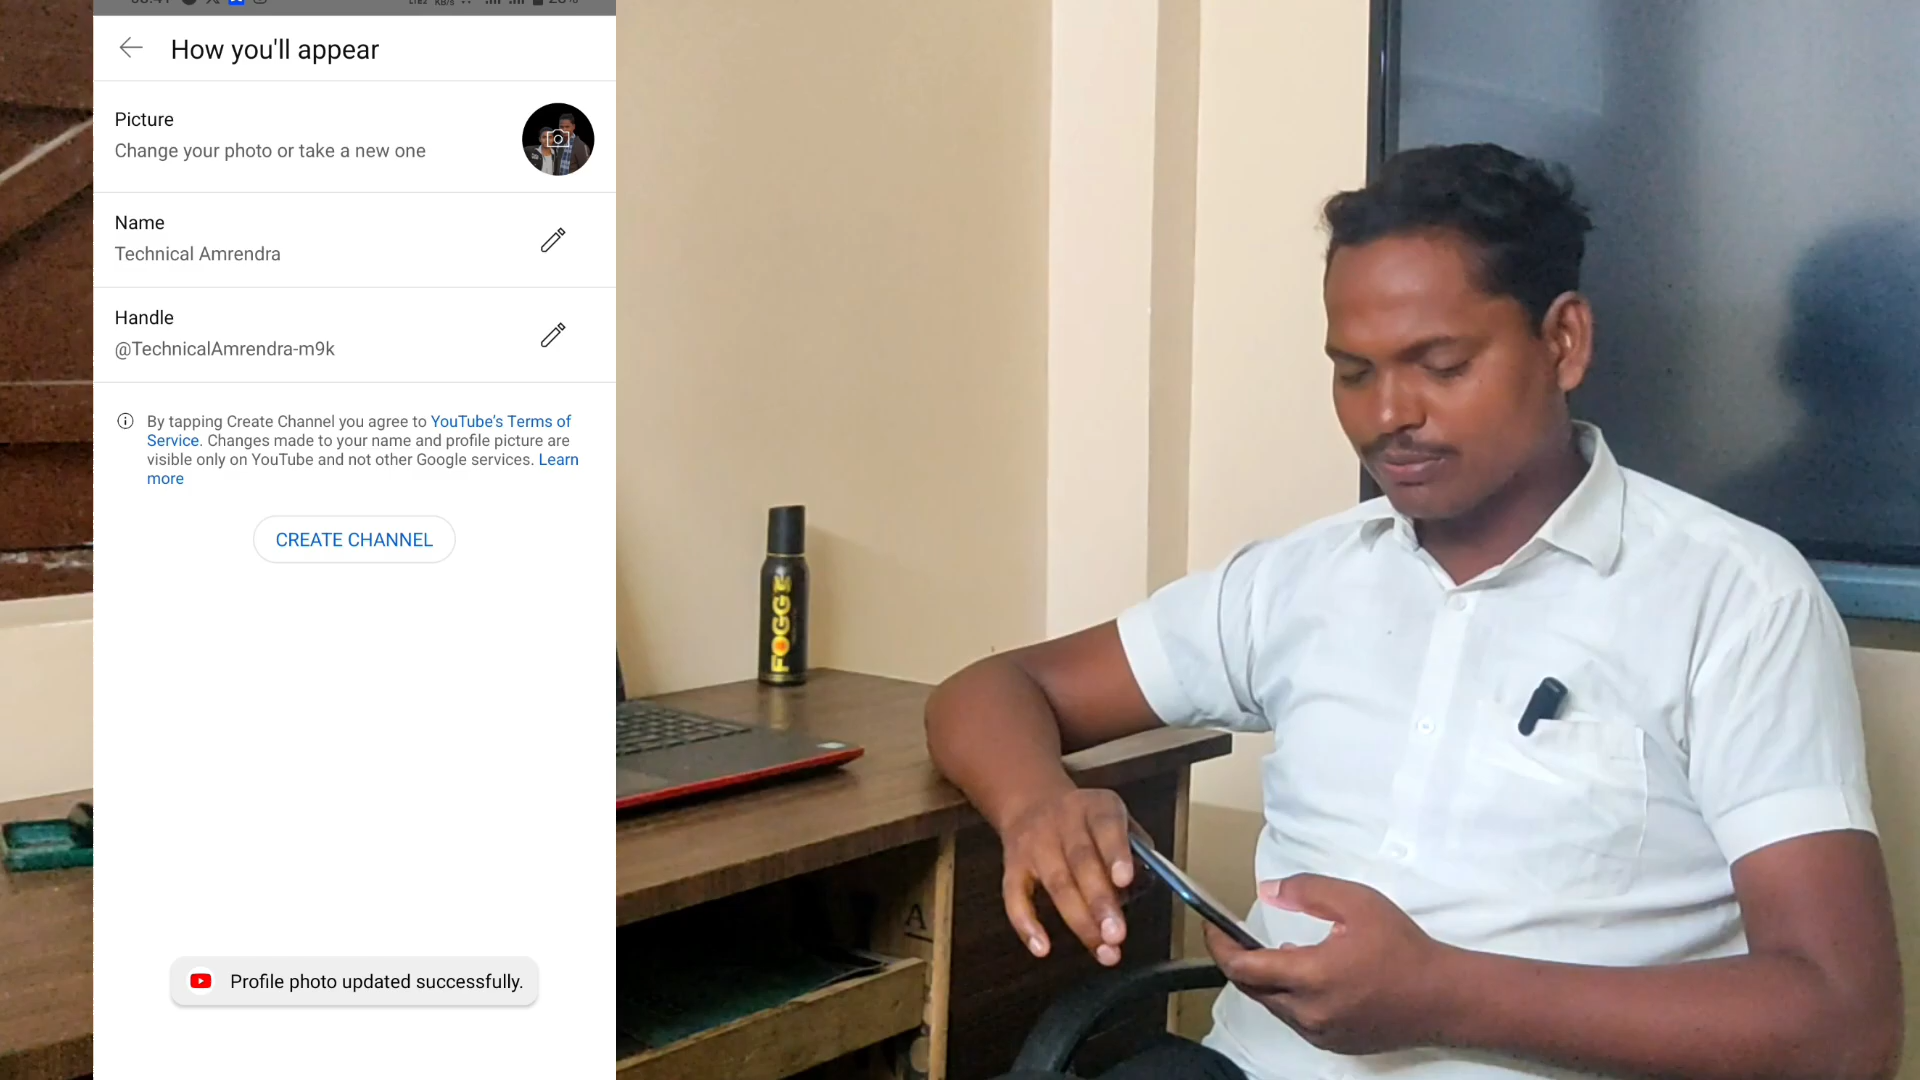 How you'll appear
Picture
Change your photo or take a new one
Name
Technical Amrendra
Handle
@TechnicalAmrendra-m9k
By tapping Create Channel you agree to YouTube's Terms of
Service. Changes made to your name and profile picture are
visible only on YouTube and not other Google services. Learn
more
CREATE CHANNEL
Profile photo updated successfully.
FOGG
A